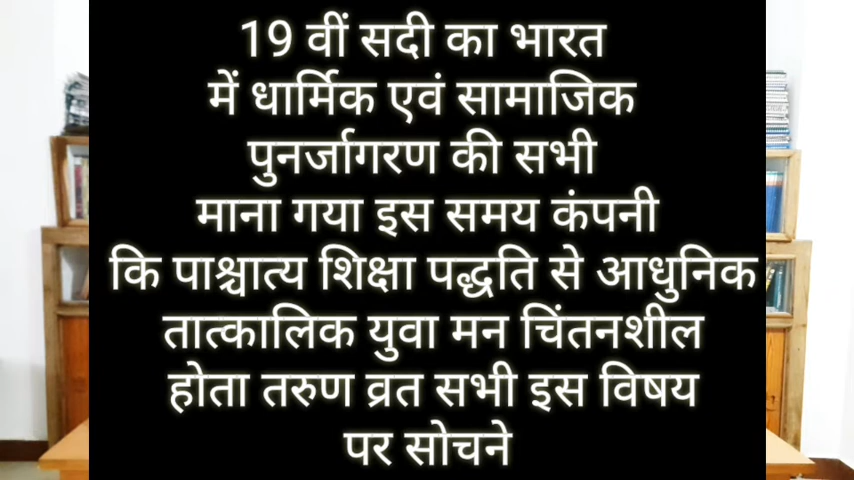 19 वीं सदी का भारत
में धार्मिक एवं सामाजिक
पुनर्जागरण की सभी
माना गया इस समय कंपनी
कि पाश्चात्य शिक्षा पद्धति से आधुनिक
तात्कालिक युवा मन चिंतनशील
होता तरुण व्रत सभी इस विषय
पर सोचने